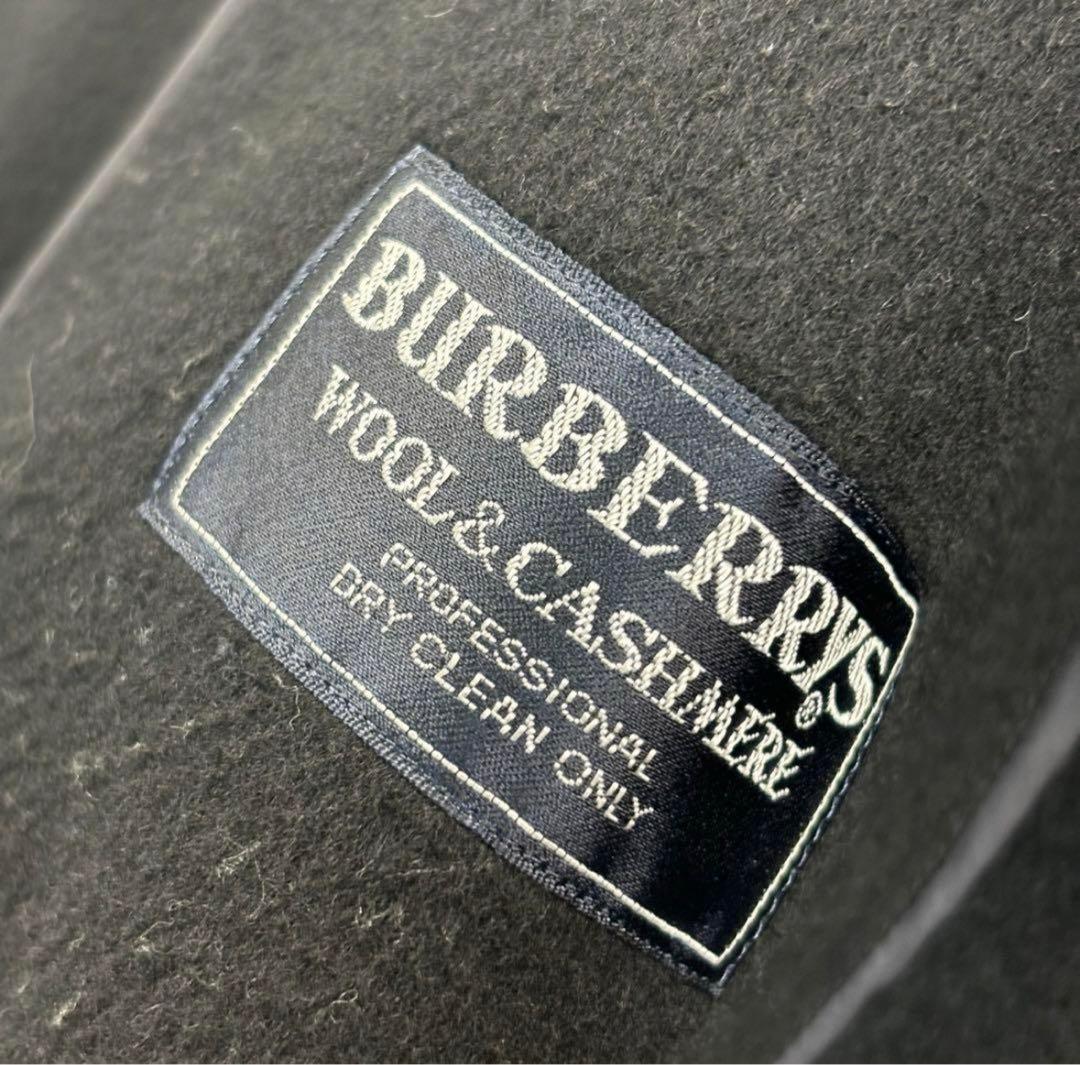 BURBERRYS®
WOOL&CASHMERE
PROFESSIONAL
DRY CLEAN ONLY